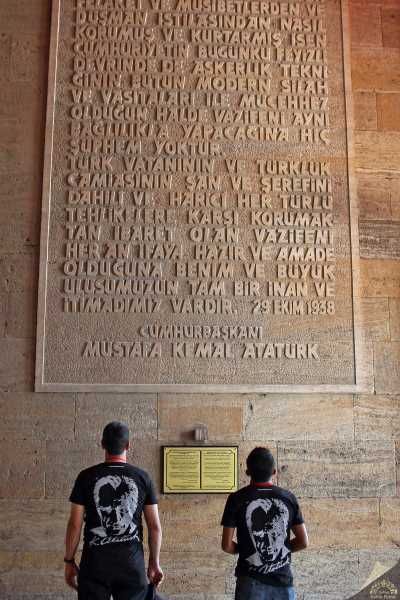 LARLE VE MUSİBETLERDEN
DÜŞMAN İSTİLASINDAN NASIL
KORUMUŞ VE KURTARMIŞ İSEN
CUMHURİYETİN BUGÜNKÜ FEYİZLİ
DEVRİNDE DE ASKERLİK TEKNİ
ĞİNİN BÜTÜN MODERN SİLAH
VE VASITALARI İLE MÜCEHHEZ
OLDUĞUN HALDE VAZİFENİ AYNI
BAĞLILIKLA YAPACAĞINA HİÇ
ŞÜPHEM YOKTUR
TÜRK VATANININ VE TÜRKLÜK
CAMİASININ ŞAN VE ŞEREFİNİ
DAHİLİ VE HARİCİ HER TÜRLÜ
TEHLİKELERE KARŞI KORUMAK
TAN İBARET OLAN VAZİFENİ
HER AN İFAYA HAZIR VE AMADE
OLDUĞUNA BENİM VE BÜYÜK
ULUSUMUZUN TAM BİR İNAN VE
İTİMADIMIZ VARDIR. 29 EKİM 1938
CUMHURBAŞKANI
MUSTAFA KEMAL ATATÜRK
K. Atatürk
K. Atatürk